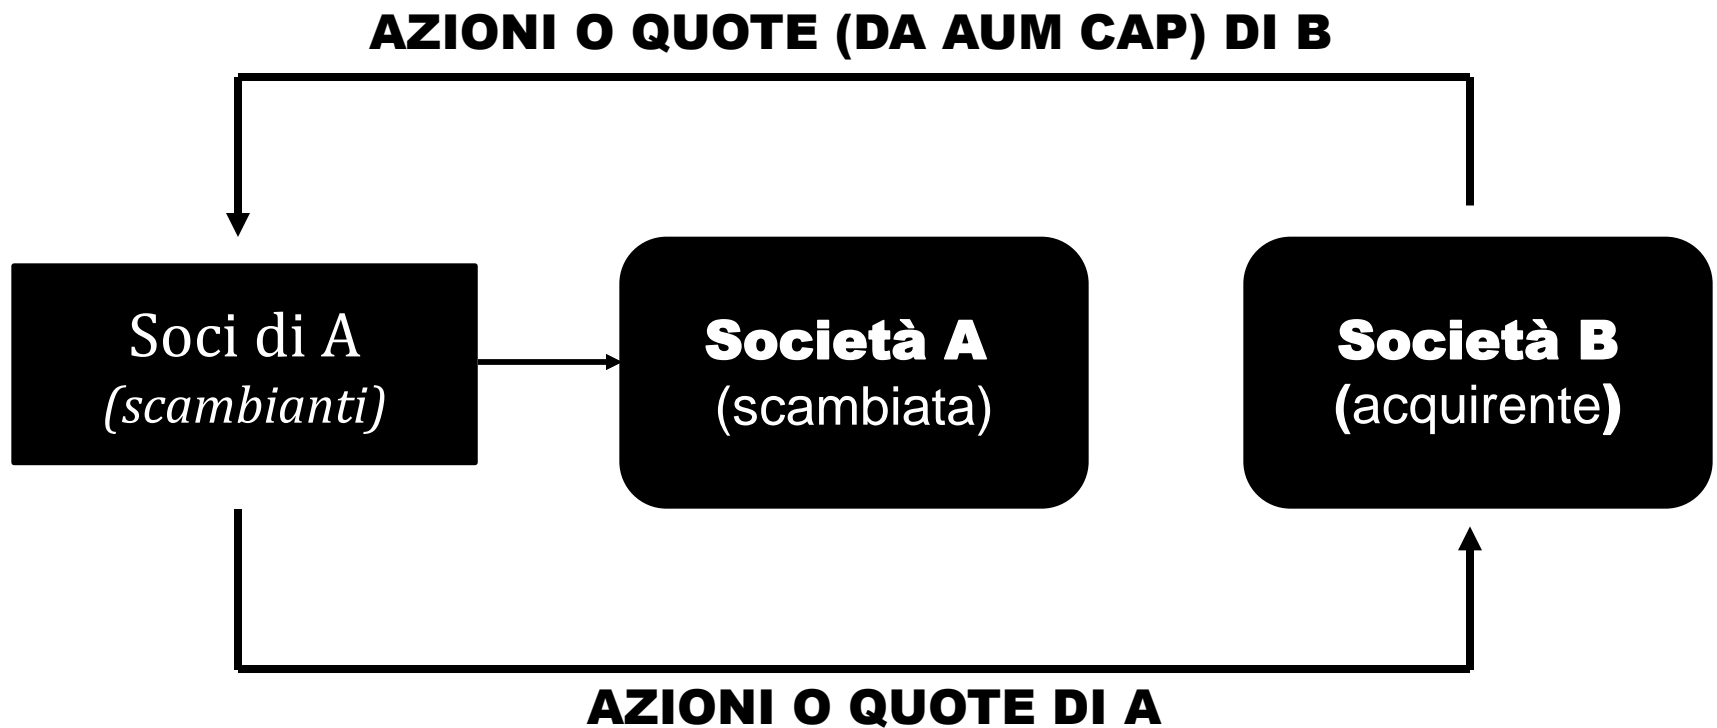 AZIONI O QUOTE (DA AUM CAP) DI B
Soci di A
(scambianti)
Società A
(scambiata)
Società B
(acquirente)
AZIONI O QUOTE DI A